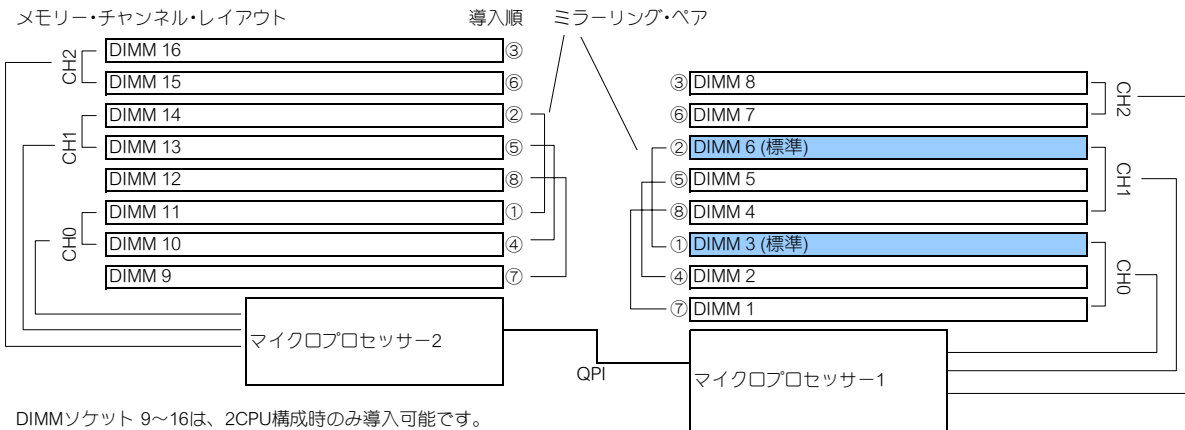 メモリー・チャンネル・レイアウト 導入順 ミラーリング・ペア
CH2
DIMM 16 ③
DIMM 15 ⑥
CH1
DIMM 14 ②
DIMM 13 ⑤
DIMM 12 ⑧
CH0
DIMM 11 ①
DIMM 10 ④
DIMM 9 ⑦
マイクロプロセッサー2
③ DIMM 8
⑥ DIMM 7
CH2
② DIMM 6 (標準)
⑤ DIMM 5
⑧ DIMM 4
CH1
① DIMM 3 (標準)
④ DIMM 2
⑦ DIMM 1
CH0
QPI
マイクロプロセッサー1
DIMMソケット 9～16は、2CPU構成時のみ導入可能です。